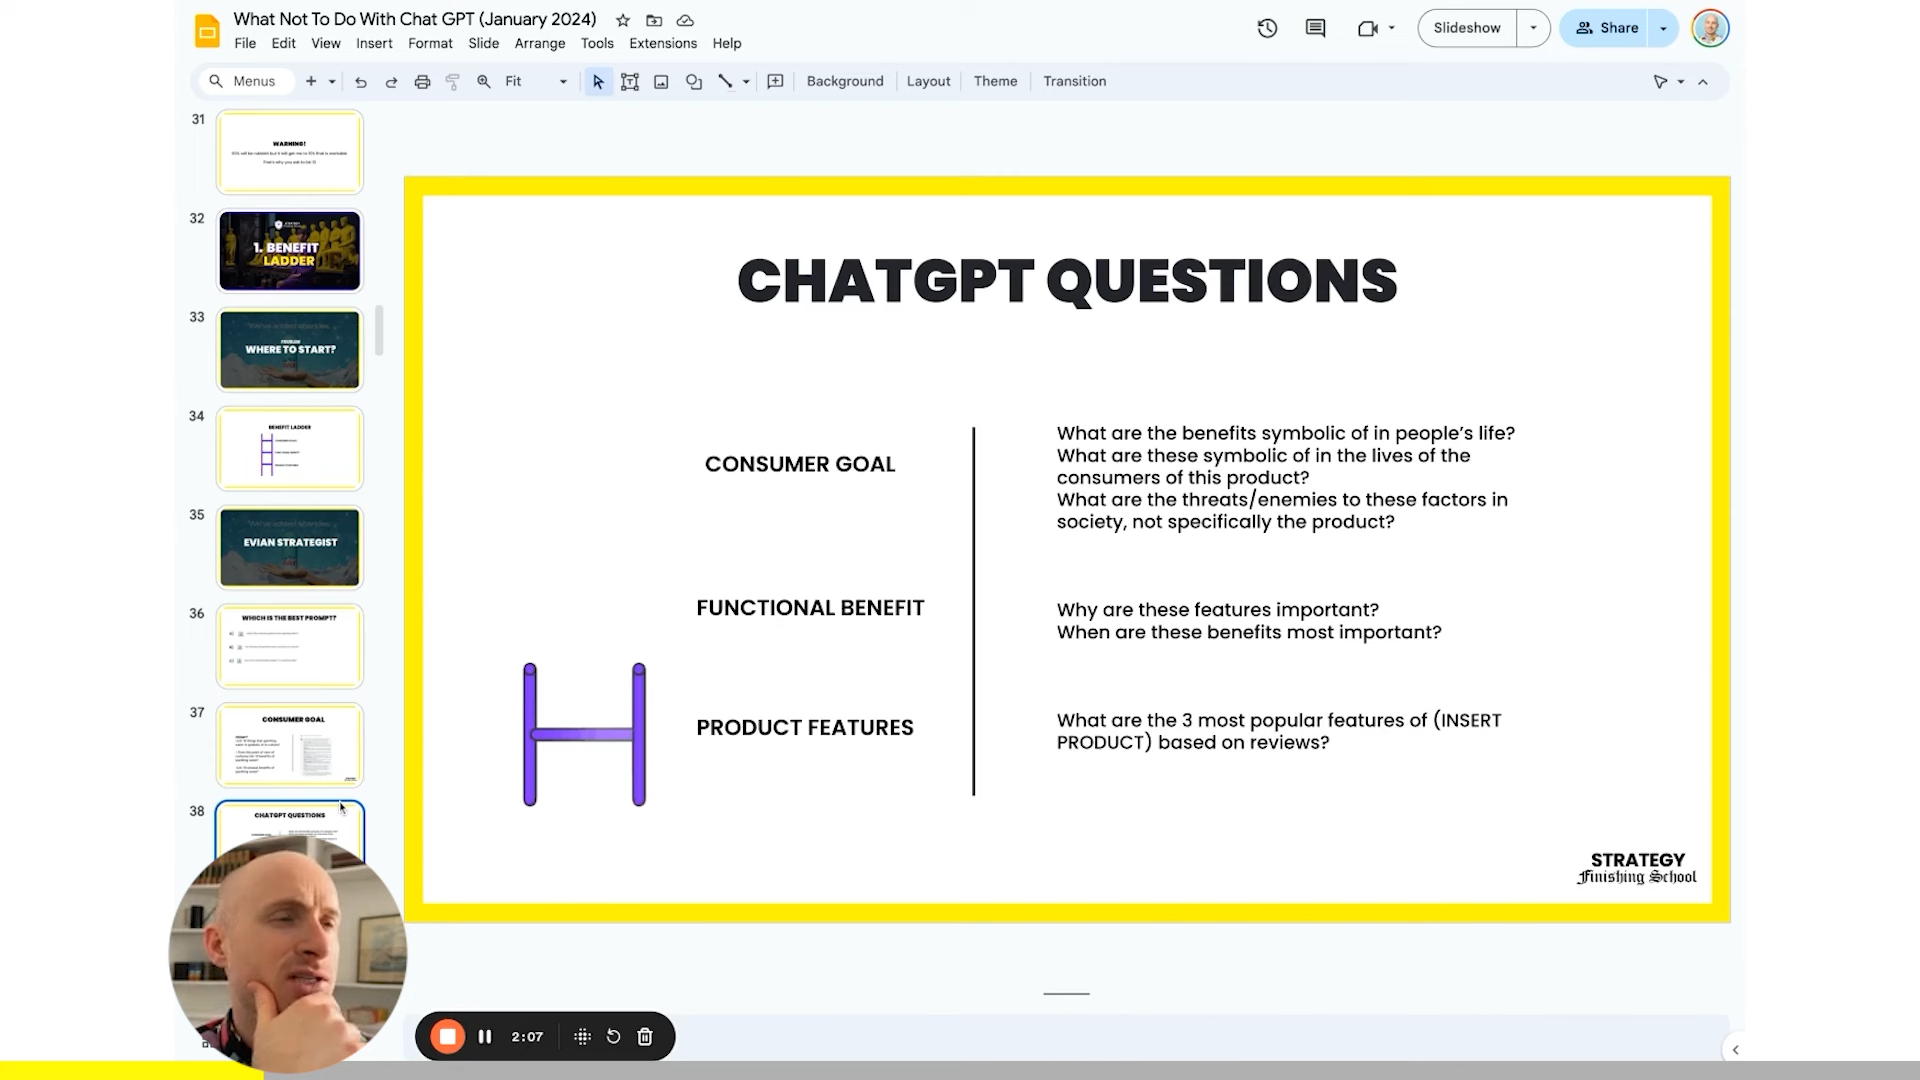 What Not To Do With Chat GPT (January 2024)
File Edit View Insert Format Slide Arrange Tools Extensions Help
Slideshow
Share
Menus
Fit
Background
Layout
Theme
Transition
31
WARNING!
32
1. BENEFIT
LADDER
33
WHERE TO START?
34
BENEFIT LADDER
35
EVIAN STRATEGIST
36
WHICH IS THE BEST PROMPT?
37
CONSUMER GOAL
38
CHATGPT QUESTIONS
CHATGPT QUESTIONS
CONSUMER GOAL
What are the benefits symbolic of in people's life?
What are these symbolic of in the lives of the
consumers of this product?
What are the threats/enemies to these factors in
society, not specifically the product?
FUNCTIONAL BENEFIT
Why are these features important?
When are these benefits most important?
PRODUCT FEATURES
What are the 3 most popular features of (INSERT
PRODUCT) based on reviews?
STRATEGY
Finishing School
2:07